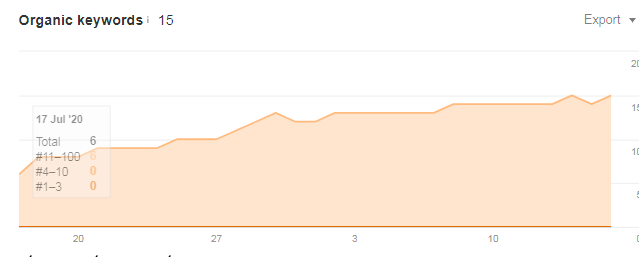 Organic keywords i 15
Export
17 Jul '20
Total 6
#11–100 6
#4–10 0
#1–3 0
20
15
10
5
0
20 27 3 10